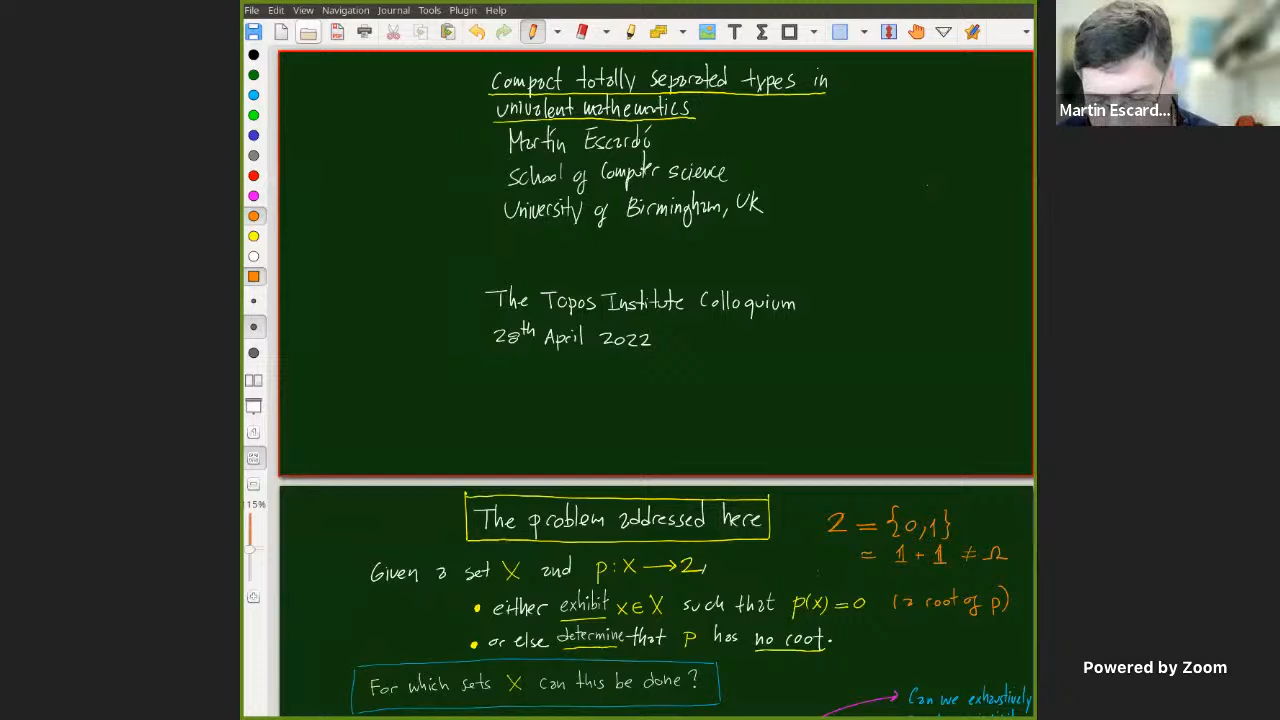 File Edit View Navigation Journal Tools Plugin Help
Compact totally separated types in
univalent mathematics
Martín Escardó
School of Computer science
University of Birmingham, UK
The Topos Institute Colloquium
28th April 2022
The problem addressed here
2 = {0,1}
= 1 + 1 ≠ Ω
Given a set X and p : X → 2,
• either exhibit x ∈ X such that p(x) = 0 (a root of p)
• or else determine that p has no root.
For which sets X can this be done?
Can we exhaustively
15%
Martin Escard...
Powered by Zoom